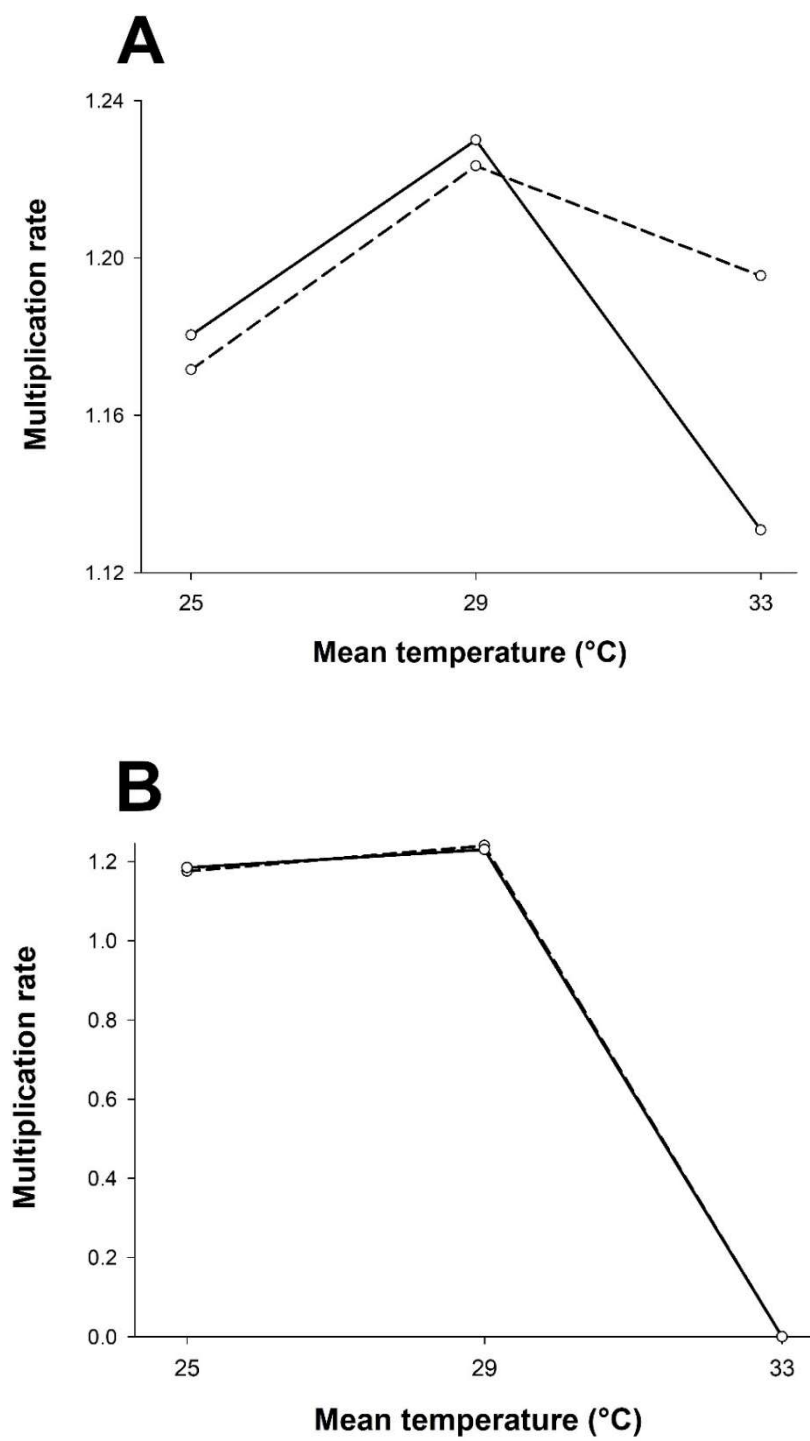 A
1.24
1.20
1.16
1.12
Multiplication rate
25 29 33
Mean temperature (°C)
B
1.2
1.0
0.8
0.6
0.4
0.2
0.0
Multiplication rate
25 29 33
Mean temperature (°C)